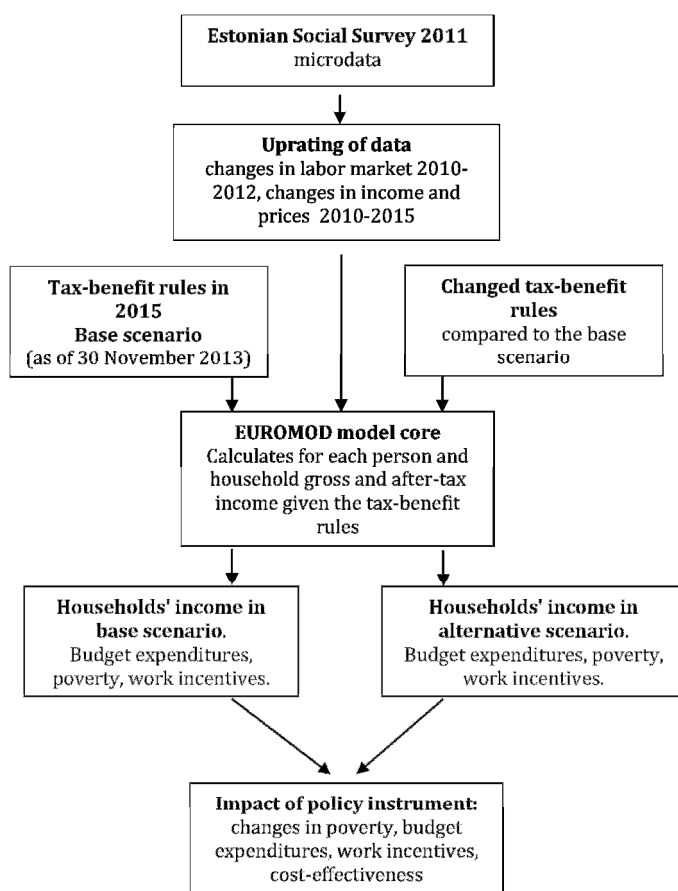 Estonian Social Survey 2011
microdata
Uprating of data
changes in labor market 2010-
2012, changes in income and
prices 2010-2015
Tax-benefit rules in
2015
Base scenario
(as of 30 November 2013)
Changed tax-benefit
rules
compared to the base
scenario
EUROMOD model core
Calculates for each person and
household gross and after-tax
income given the tax-benefit
rules
Households' income in
base scenario.
Budget expenditures,
poverty, work incentives.
Households' income in
alternative scenario.
Budget expenditures, poverty,
work incentives.
Impact of policy instrument:
changes in poverty, budget
expenditures, work incentives,
cost-effectiveness